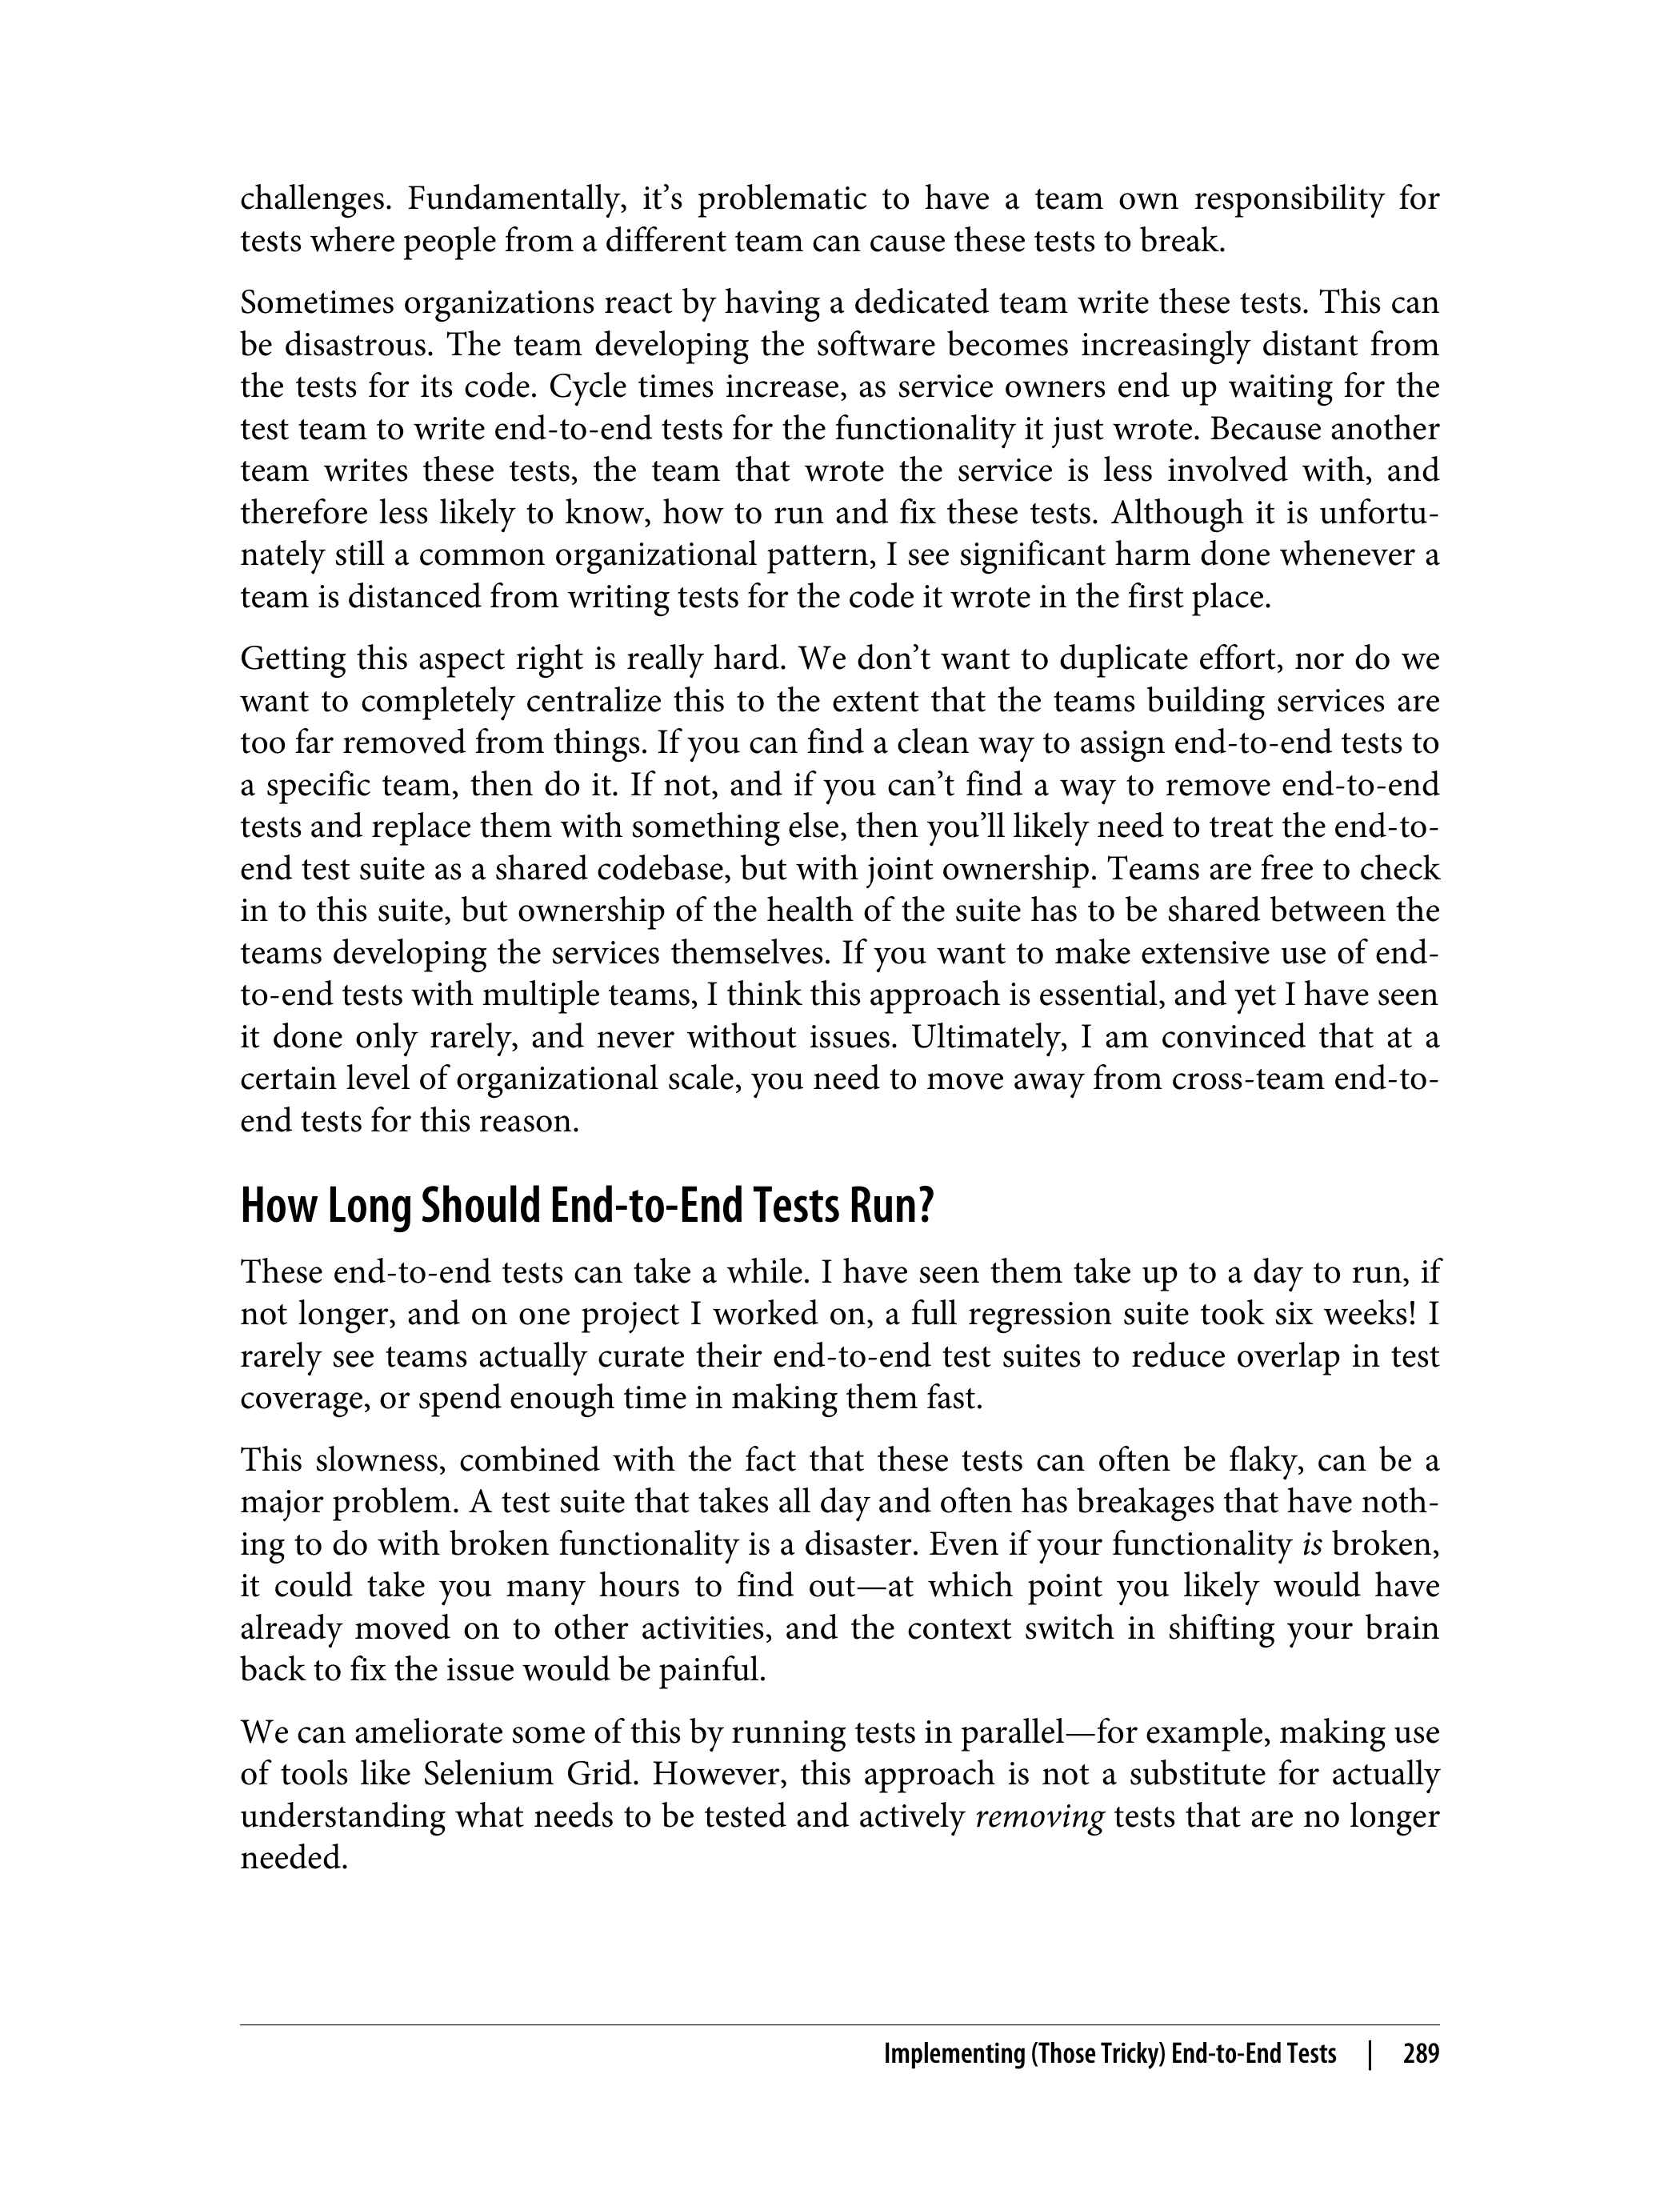 challenges. Fundamentally, it’s problematic to have a team own responsibility for
tests where people from a different team can cause these tests to break.
Sometimes organizations react by having a dedicated team write these tests. This can
be disastrous. The team developing the software becomes increasingly distant from
the tests for its code. Cycle times increase, as service owners end up waiting for the
test team to write end-to-end tests for the functionality it just wrote. Because another
team writes these tests, the team that wrote the service is less involved with, and
therefore less likely to know, how to run and fix these tests. Although it is unfortu-
nately still a common organizational pattern, I see significant harm done whenever a
team is distanced from writing tests for the code it wrote in the first place.
Getting this aspect right is really hard. We don’t want to duplicate effort, nor do we
want to completely centralize this to the extent that the teams building services are
too far removed from things. If you can find a clean way to assign end-to-end tests to
a specific team, then do it. If not, and if you can’t find a way to remove end-to-end
tests and replace them with something else, then you’ll likely need to treat the end-to-
end test suite as a shared codebase, but with joint ownership. Teams are free to check
in to this suite, but ownership of the health of the suite has to be shared between the
teams developing the services themselves. If you want to make extensive use of end-
to-end tests with multiple teams, I think this approach is essential, and yet I have seen
it done only rarely, and never without issues. Ultimately, I am convinced that at a
certain level of organizational scale, you need to move away from cross-team end-to-
end tests for this reason.
How Long Should End-to-End Tests Run?
These end-to-end tests can take a while. I have seen them take up to a day to run, if
not longer, and on one project I worked on, a full regression suite took six weeks! I
rarely see teams actually curate their end-to-end test suites to reduce overlap in test
coverage, or spend enough time in making them fast.
This slowness, combined with the fact that these tests can often be flaky, can be a
major problem. A test suite that takes all day and often has breakages that have noth-
ing to do with broken functionality is a disaster. Even if your functionality is broken,
it could take you many hours to find out—at which point you likely would have
already moved on to other activities, and the context switch in shifting your brain
back to fix the issue would be painful.
We can ameliorate some of this by running tests in parallel—for example, making use
of tools like Selenium Grid. However, this approach is not a substitute for actually
understanding what needs to be tested and actively removing tests that are no longer
needed.
Implementing (Those Tricky) End-to-End Tests | 289